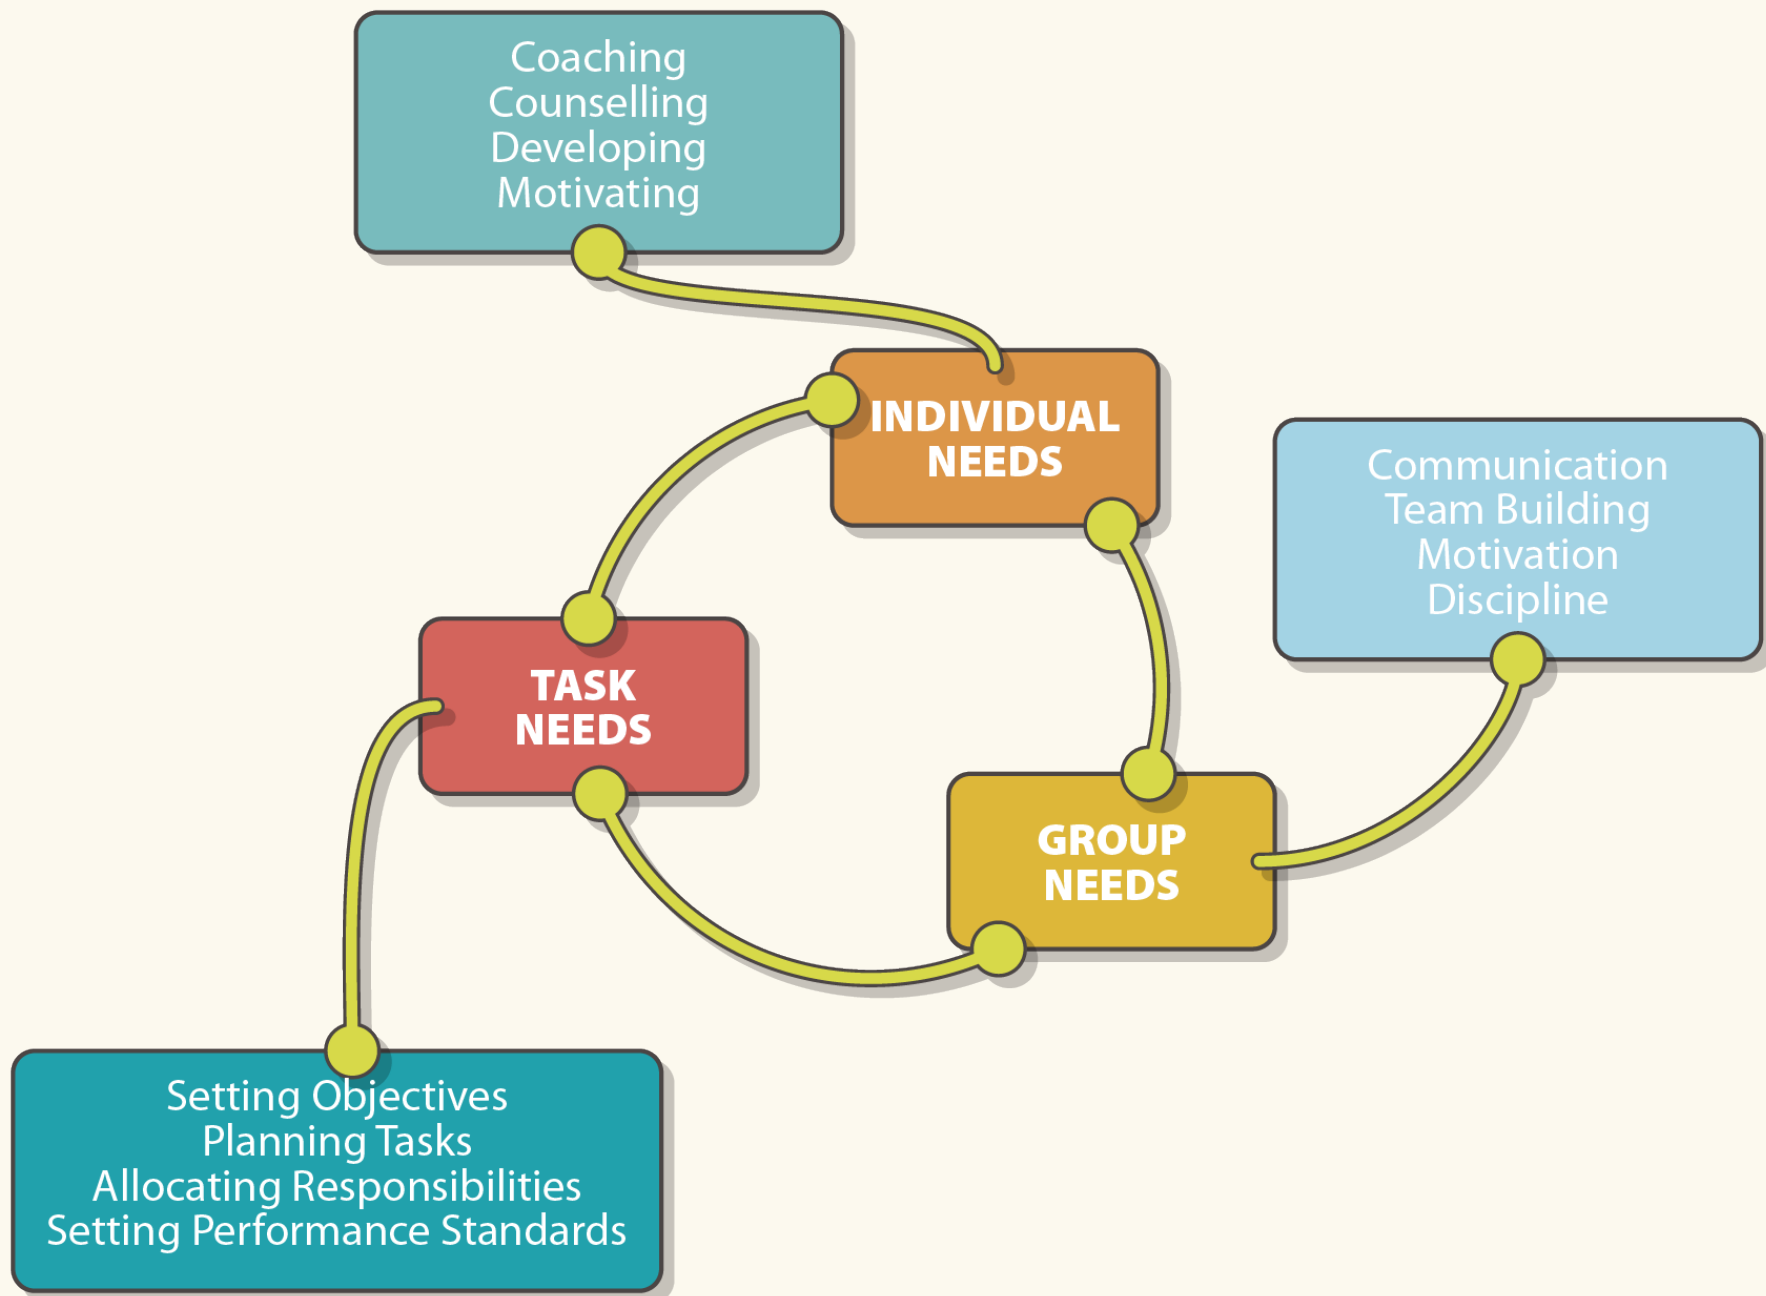 Coaching
Counselling
Developing
Motivating
INDIVIDUAL
NEEDS
Communication
Team Building
Motivation
Discipline
TASK
NEEDS
GROUP
NEEDS
Setting Objectives
Planning Tasks
Allocating Responsibilities
Setting Performance Standards